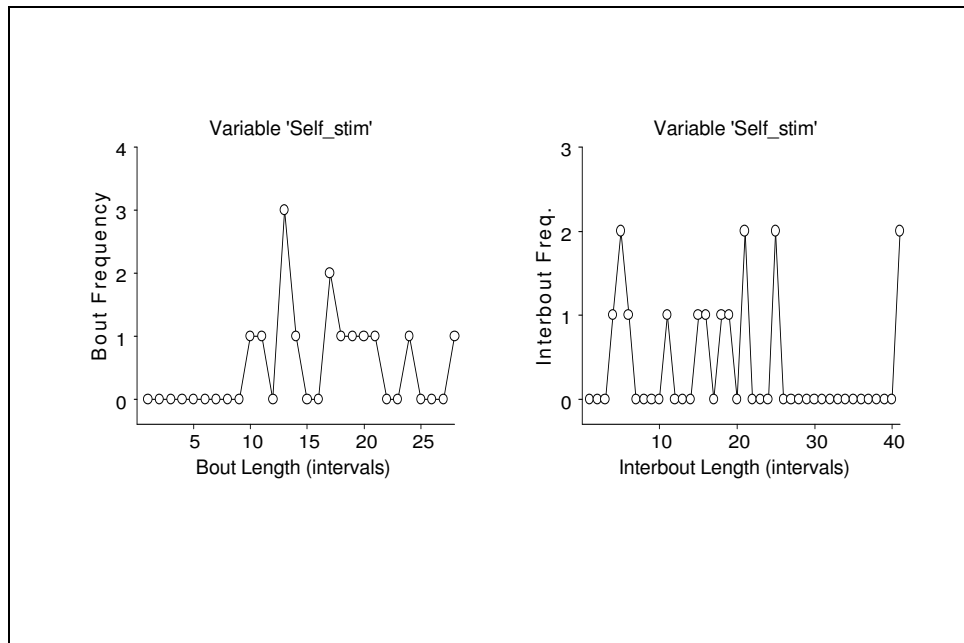 Variable 'Self_stim'
4
3
2
1
0
Bout Frequency
5 10 15 20 25
Bout Length (intervals)
Variable 'Self_stim'
3
2
1
0
Interbout Freq.
10 20 30 40
Interbout Length (intervals)